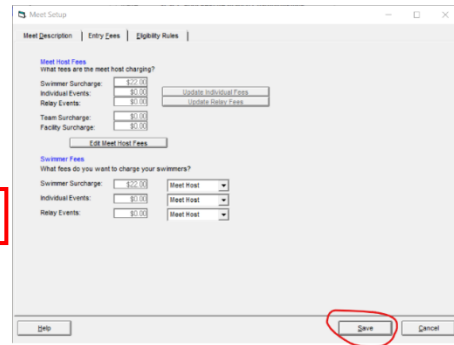 Meet Setup
Meet Description Entry Fees Eligibility Rules
Meet Host Fees
What fees are the meet host charging?
Swimmer Surcharge: $22.00
Individual Events: $0.00 Update Individual Fees
Relay Events: $0.00 Update Relay Fees
Team Surcharge: $0.00
Facility Surcharge: $0.00
Edit Meet Host Fees
Swimmer Fees
What fees do you want to charge your swimmers?
Swimmer Surcharge: $22.00 Meet Host
Individual Events: $0.00 Meet Host
Relay Events: $0.00 Meet Host
Help Save Cancel